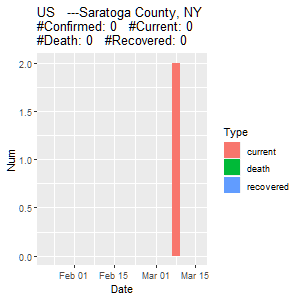 US   ---Saratoga County, NY
#Confirmed: 0   #Current: 0
#Death: 0   #Recovered: 0
2.0
1.5
1.0
0.5
0.0
Num
Feb 01   Feb 15   Mar 01   Mar 15
Date
Type
current
death
recovered